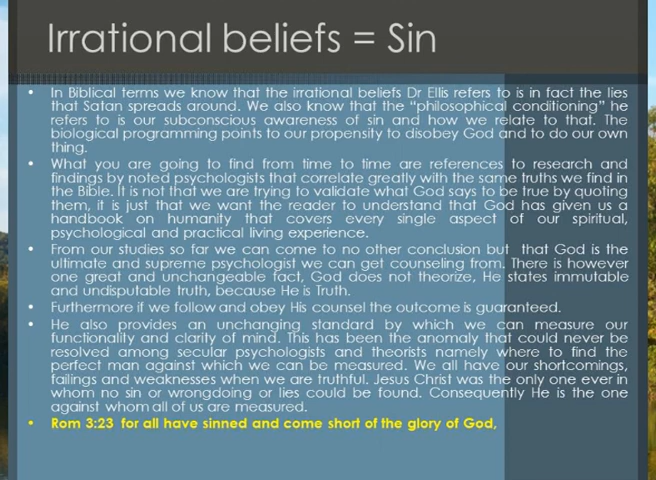 Irrational beliefs = Sin
• In Biblical terms we know that the irrational beliefs Dr Ellis refers to is in fact the lies
that Satan spreads around. We also know that the “philosophical conditioning” he
refers to is our subconscious awareness of sin and how we relate to that. The
biological programming points to our propensity to disobey God and to do our own
thing.
• What you are going to find from time to time are references to research and
findings by noted psychologists that correlate greatly with the same truths we find in
the Bible. It is not that we are trying to validate what God says to be true by quoting
them, it is just that we want the reader to understand that God has given us a
handbook on humanity that covers every single aspect of our spiritual,
psychological and practical living experience.
• From our studies so far we can come to no other conclusion but that God is the
ultimate and supreme psychologist we can get counseling from. There is however
one great and unchangeable fact, God does not theorize, He states immutable
and undisputable truth, because He is Truth.
• Furthermore if we follow and obey His counsel the outcome is guaranteed.
• He also provides an unchanging standard by which we can measure our
functionality and clarity of mind. This has been the anomaly that could never be
resolved among secular psychologists and theorists namely where to find the
perfect man against which we can be measured. We all have our shortcomings,
failings and weaknesses when we are truthful. Jesus Christ was the only one ever in
whom no sin or wrongdoing or lies could be found. Consequently He is the one
against whom all of us are measured.
• Rom 3:23 for all have sinned and come short of the glory of God,